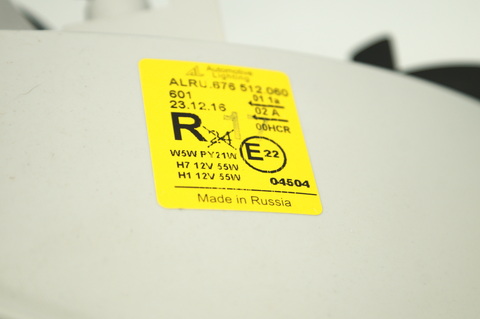 Automotive
Lighting
ALRU.676 512.060
601
01 1a
23.12.16
02 A
00HCR
R
E22
W5W PY21W
H7 12V 55W
H1 12V 55W
04504
Made in Russia